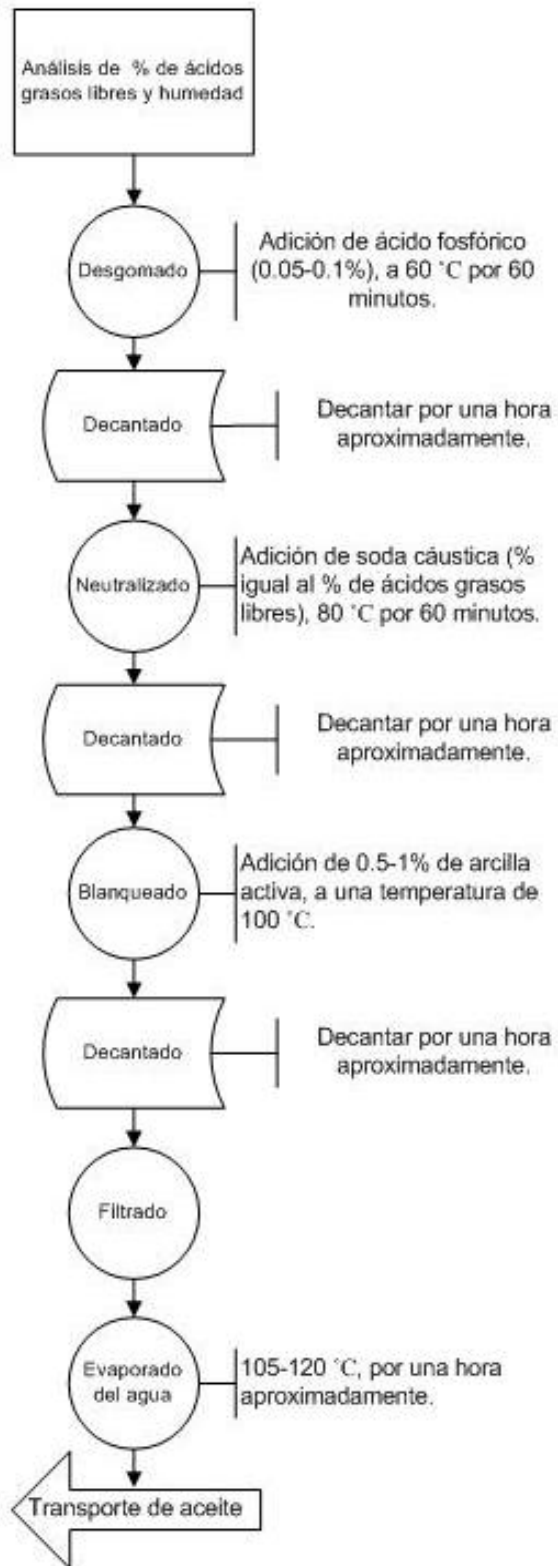 Análisis de % de ácidos
grasos libres y humedad
Desgomado
Adición de ácido fosfórico
(0.05-0.1%), a 60 °C por 60
minutos.
Decantado
Decantar por una hora
aproximadamente.
Neutralizado
Adición de soda cáustica (%
igual al % de ácidos grasos
libres), 80 °C por 60 minutos.
Decantado
Decantar por una hora
aproximadamente.
Blanqueado
Adición de 0.5-1% de arcilla
activa, a una temperatura de
100 °C.
Decantado
Decantar por una hora
aproximadamente.
Filtrado
Evaporado
del agua
105-120 °C, por una hora
aproximadamente.
Transporte de aceite